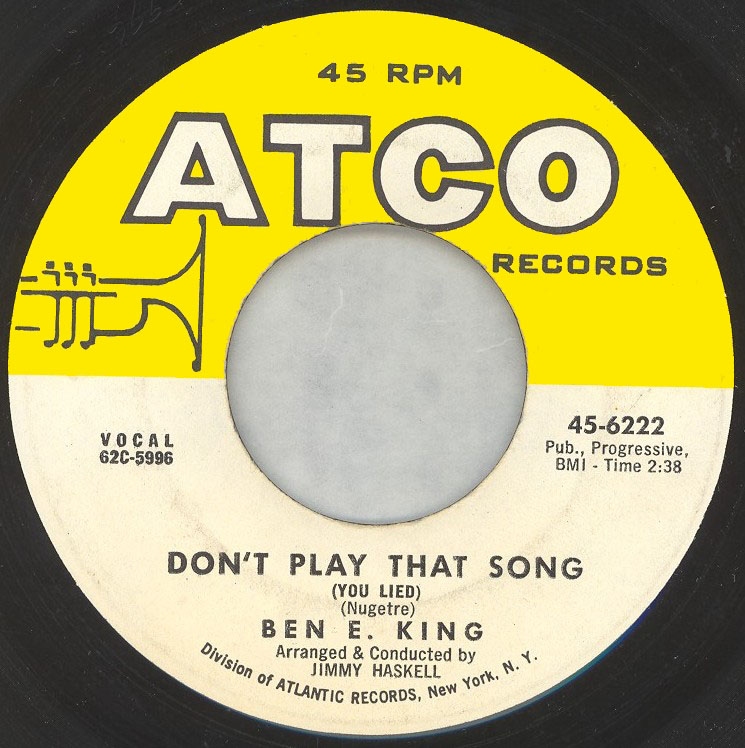 45 RPM
ATCO
RECORDS
VOCAL
62C-5996
45-6222
Pub., Progressive,
BMI - Time 2:38
DON'T PLAY THAT SONG
(YOU LIED)
(Nugetre)
BEN E. KING
Arranged & Conducted by
JIMMY HASKELL
Division of ATLANTIC RECORDS, New York, N. Y.